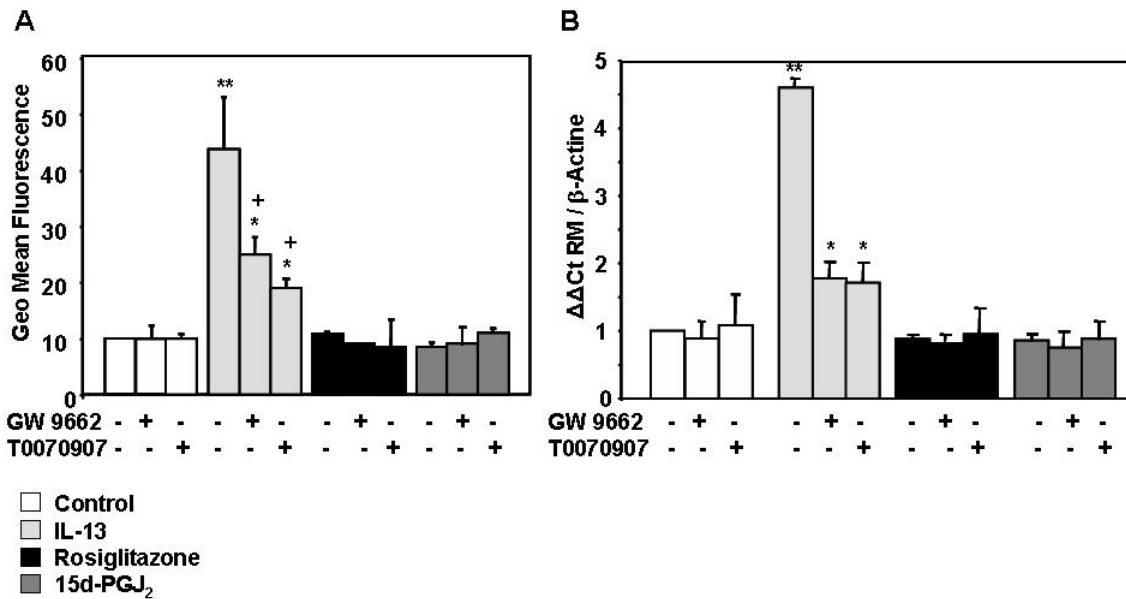 A
Geo Mean Fluorescence
60
50
40
30
20
10
0
**
+
*
+
*
GW 9662 - + - - + - - + - - + -
T0070907 - - + - - + - - + - - +
B
ΔΔCt RM / β-Actine
5
4
3
2
1
0
**
*
*
GW 9662 - + - - + - - + - - + -
T0070907 - - + - - + - - + - - +
Control
IL-13
Rosiglitazone
15d-PGJ2